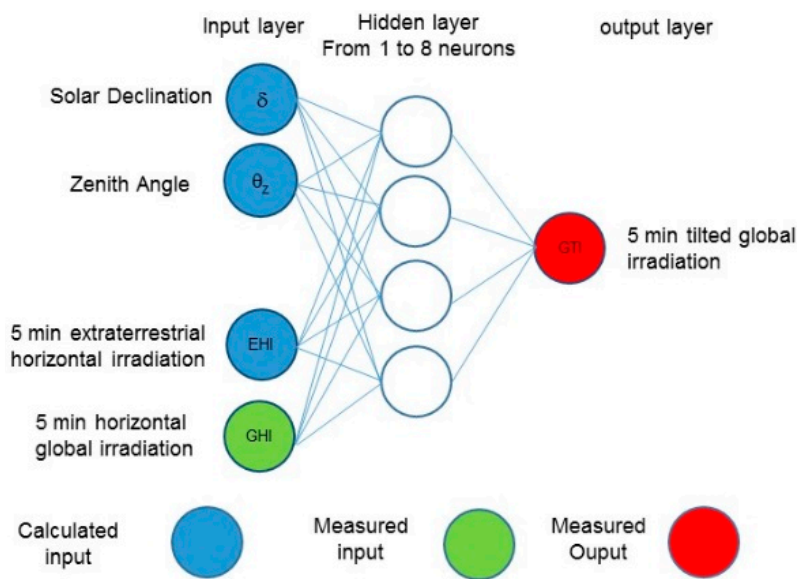 Input layer
Hidden layer
From 1 to 8 neurons
output layer
Solar Declination
δ
Zenith Angle
θz
5 min tilted global
irradiation
GTI
5 min extraterrestrial
horizontal irradiation
EHI
5 min horizontal
global irradiation
GHI
Calculated
input
Measured
input
Measured
Ouput